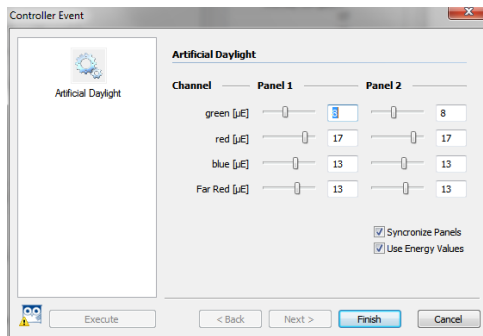 Controller Event
Artificial Daylight
Artificial Daylight
Channel Panel 1 Panel 2
green [µE] 8 8
red [µE] 17 17
blue [µE] 13 13
Far Red [µE] 13 13
Syncronize Panels
Use Energy Values
Execute < Back Next > Finish Cancel